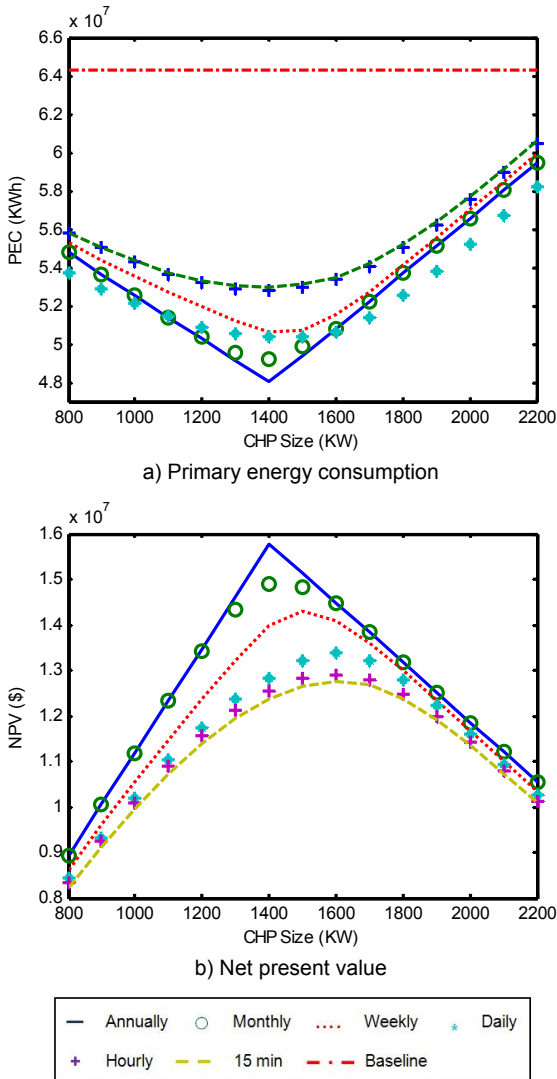 x 10^7
6.6
6.4
6.2
6
5.8
5.6
5.4
5.2
5
4.8
PEC (KWh)
800 1000 1200 1400 1600 1800 2000 2200
CHP Size (KW)
a) Primary energy consumption
x 10^7
1.6
1.5
1.4
1.3
1.2
1.1
1
0.9
0.8
NPV ($)
800 1000 1200 1400 1600 1800 2000 2200
CHP Size (KW)
b) Net present value
Annually Monthly Weekly Daily
Hourly 15 min Baseline